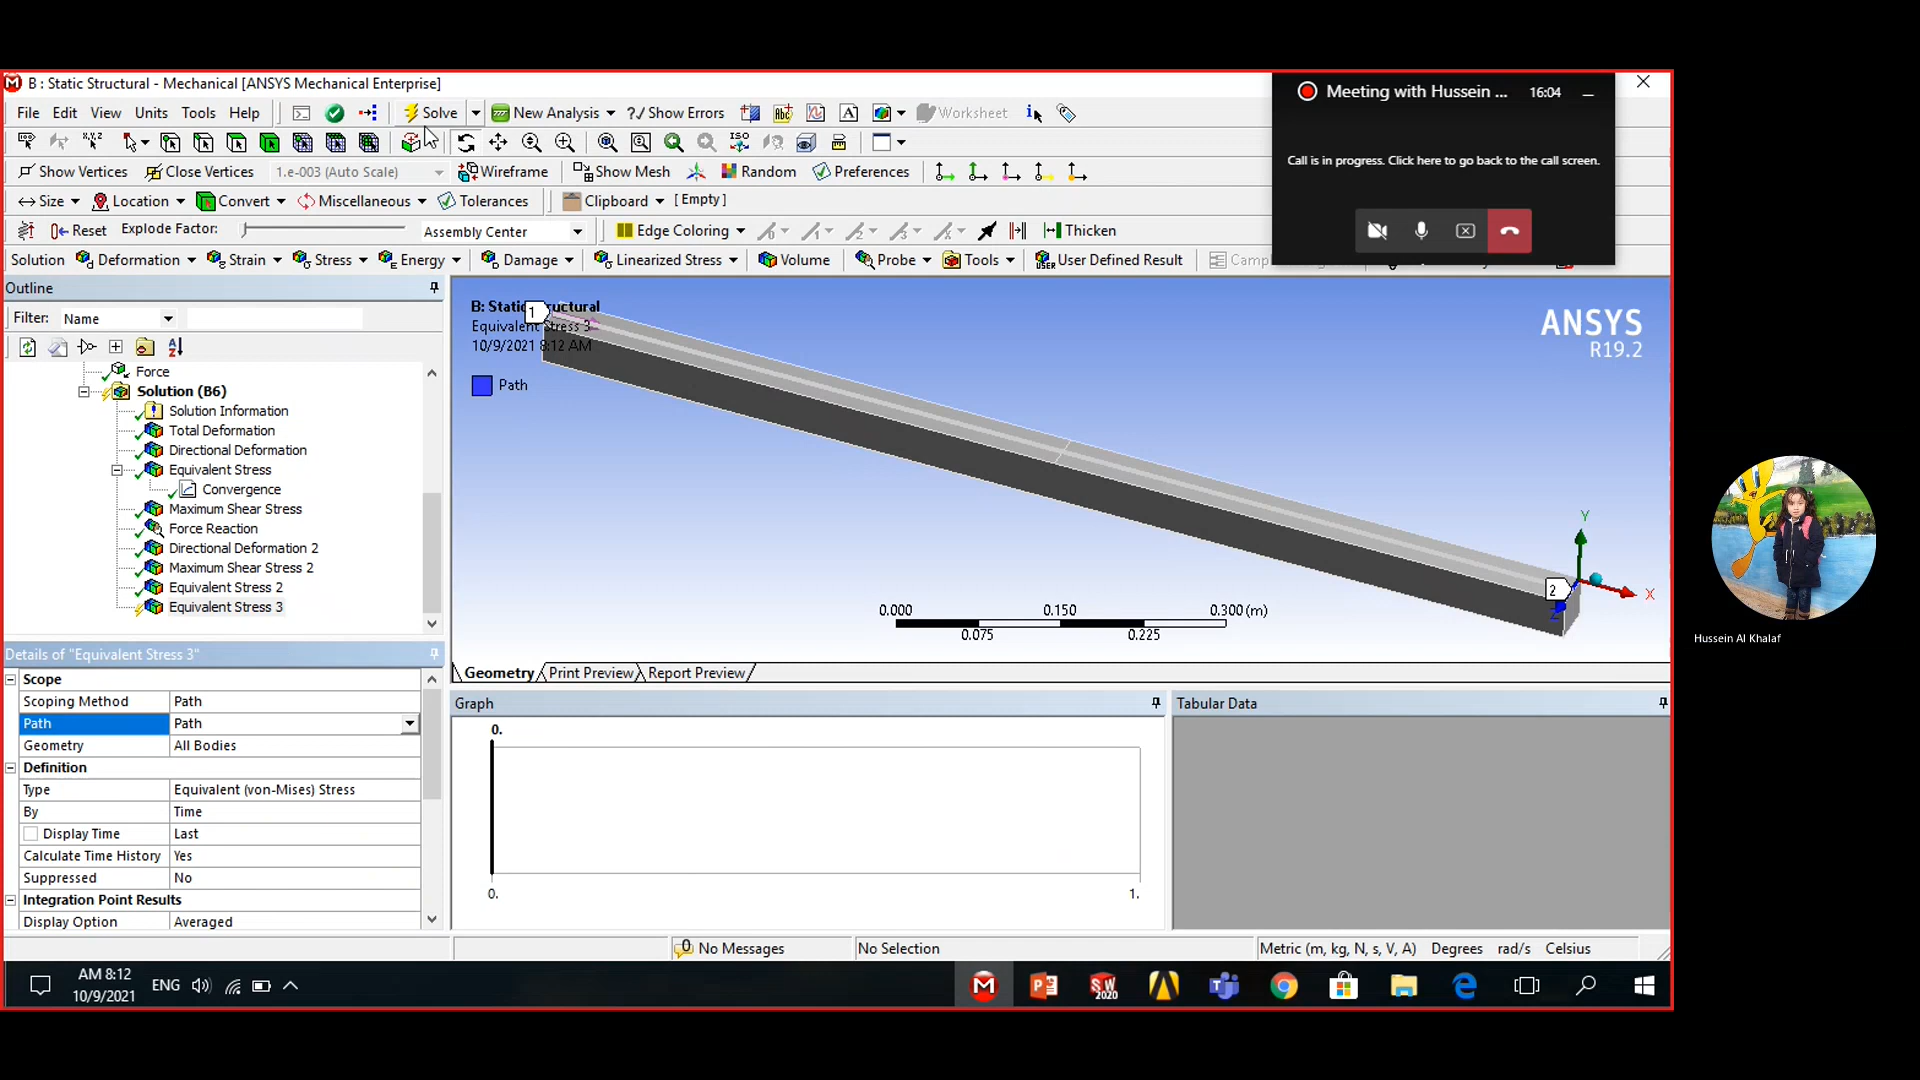 B : Static Structural - Mechanical [ANSYS Mechanical Enterprise]
File Edit View Units Tools Help Solve New Analysis ?/ Show Errors Worksheet
Show Vertices Close Vertices 1.e-003 (Auto Scale) Wireframe Show Mesh Random Preferences
Size Location Convert Miscellaneous Tolerances Clipboard [ Empty ]
Reset Explode Factor: Assembly Center Edge Coloring Thicken
Solution Deformation Strain Stress Energy Damage Linearized Stress Volume Probe Tools User Defined Result
Meeting with Hussein ... 16:04
Call is in progress. Click here to go back to the call screen.
Outline
Filter: Name
Force
Solution (B6)
Solution Information
Total Deformation
Directional Deformation
Equivalent Stress
Convergence
Maximum Shear Stress
Force Reaction
Directional Deformation 2
Maximum Shear Stress 2
Equivalent Stress 2
Equivalent Stress 3
B: Static Structural
Equivalent Stress 3
10/9/2021 8:12 AM
Path
1
2
ANSYS
R19.2
Y
X
Z
0.000 0.150 0.300 (m)
0.075 0.225
Geometry Print Preview Report Preview
Details of "Equivalent Stress 3"
Scope
Scoping Method Path
Path Path
Geometry All Bodies
Definition
Type Equivalent (von-Mises) Stress
By Time
Display Time Last
Calculate Time History Yes
Suppressed No
Integration Point Results
Display Option Averaged
Graph
0.
0. 1.
Tabular Data
0 No Messages No Selection Metric (m, kg, N, s, V, A) Degrees rad/s Celsius
AM 8:12
10/9/2021
ENG
SW
2020
Hussein Al Khalaf